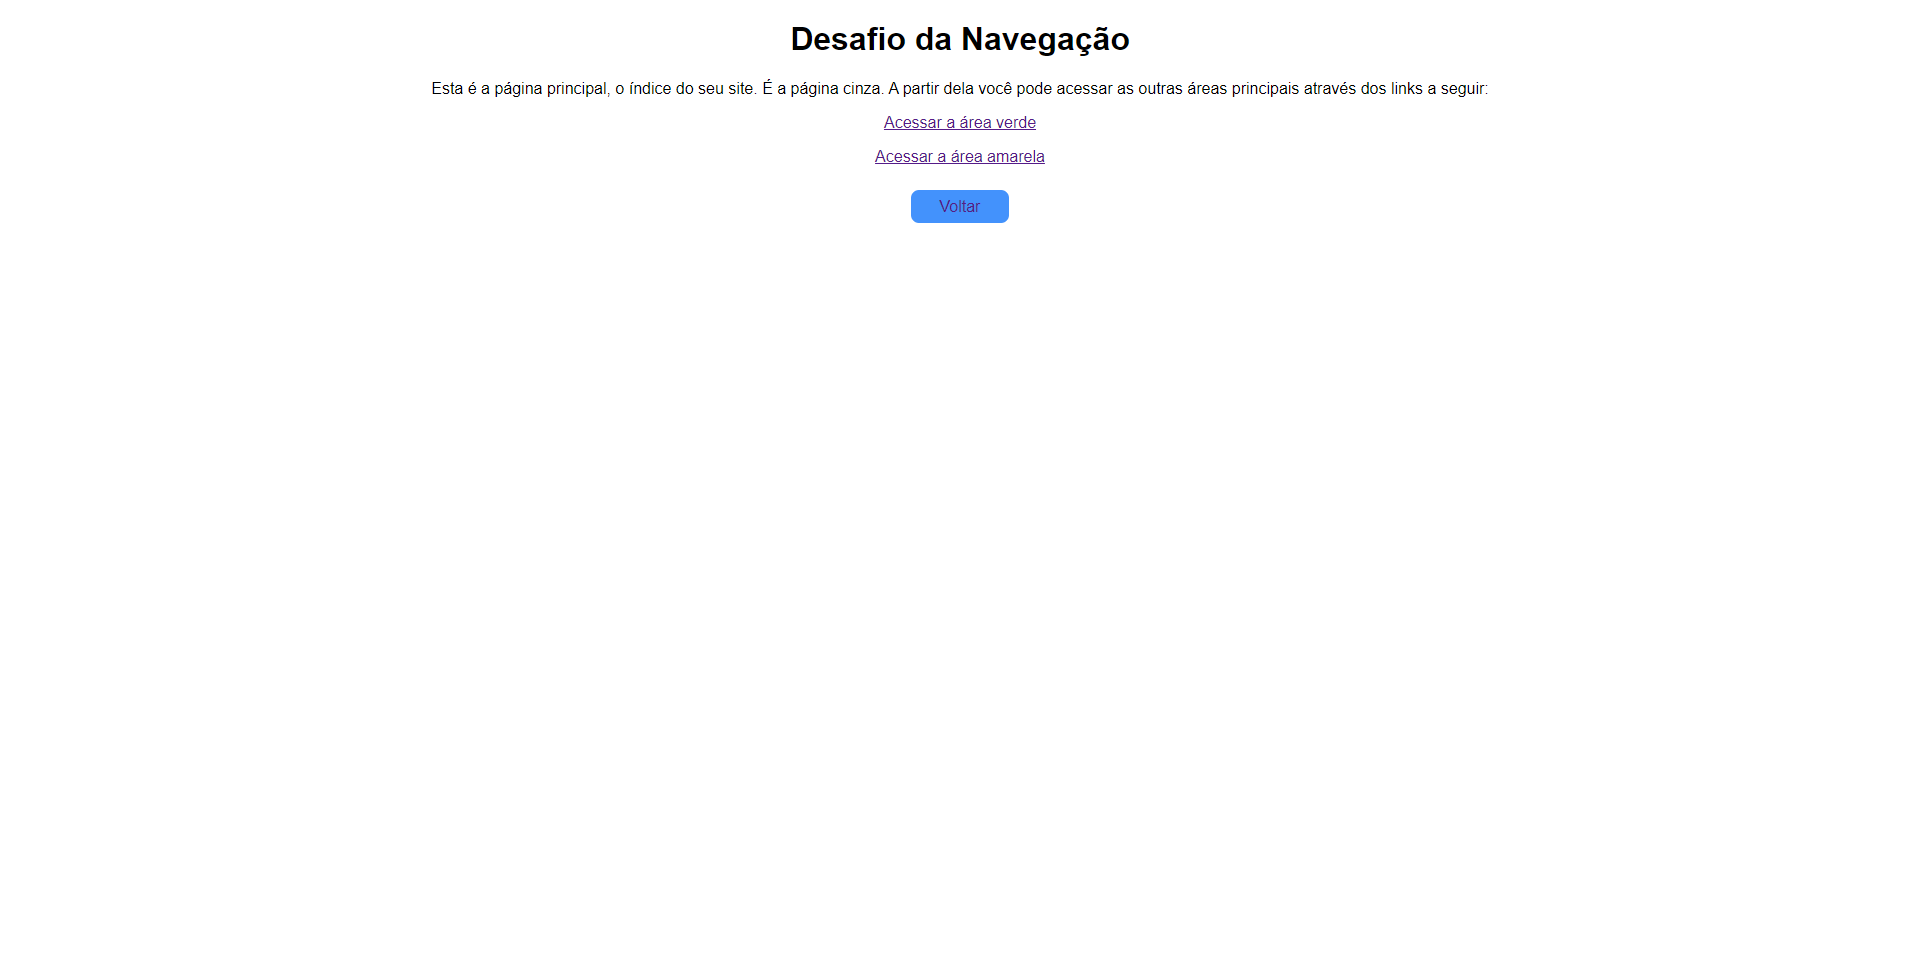 Desafio da Navegação
Esta é a página principal, o índice do seu site. É a página cinza. A partir dela você pode acessar as outras áreas principais através dos links a seguir:
Acessar a área verde
Acessar a área amarela
Voltar